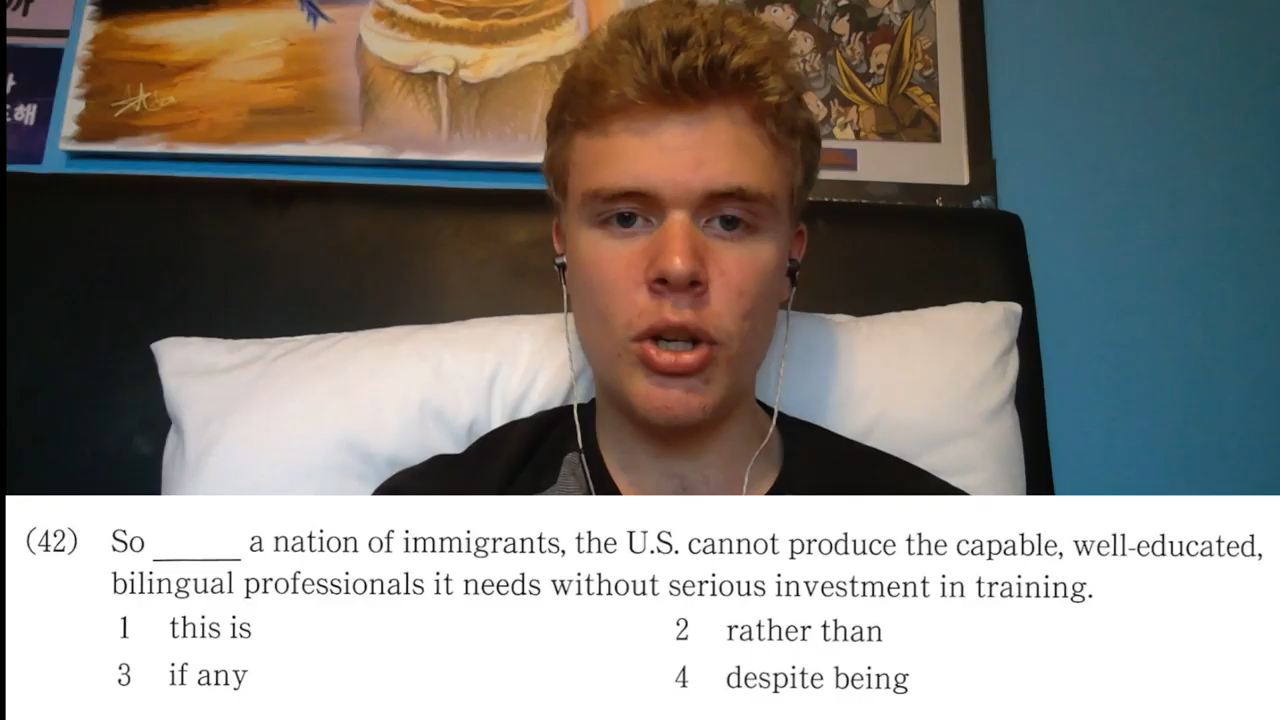 해
(42) So ______ a nation of immigrants, the U.S. cannot produce the capable, well-educated,
bilingual professionals it needs without serious investment in training.
1 this is
2 rather than
3 if any
4 despite being